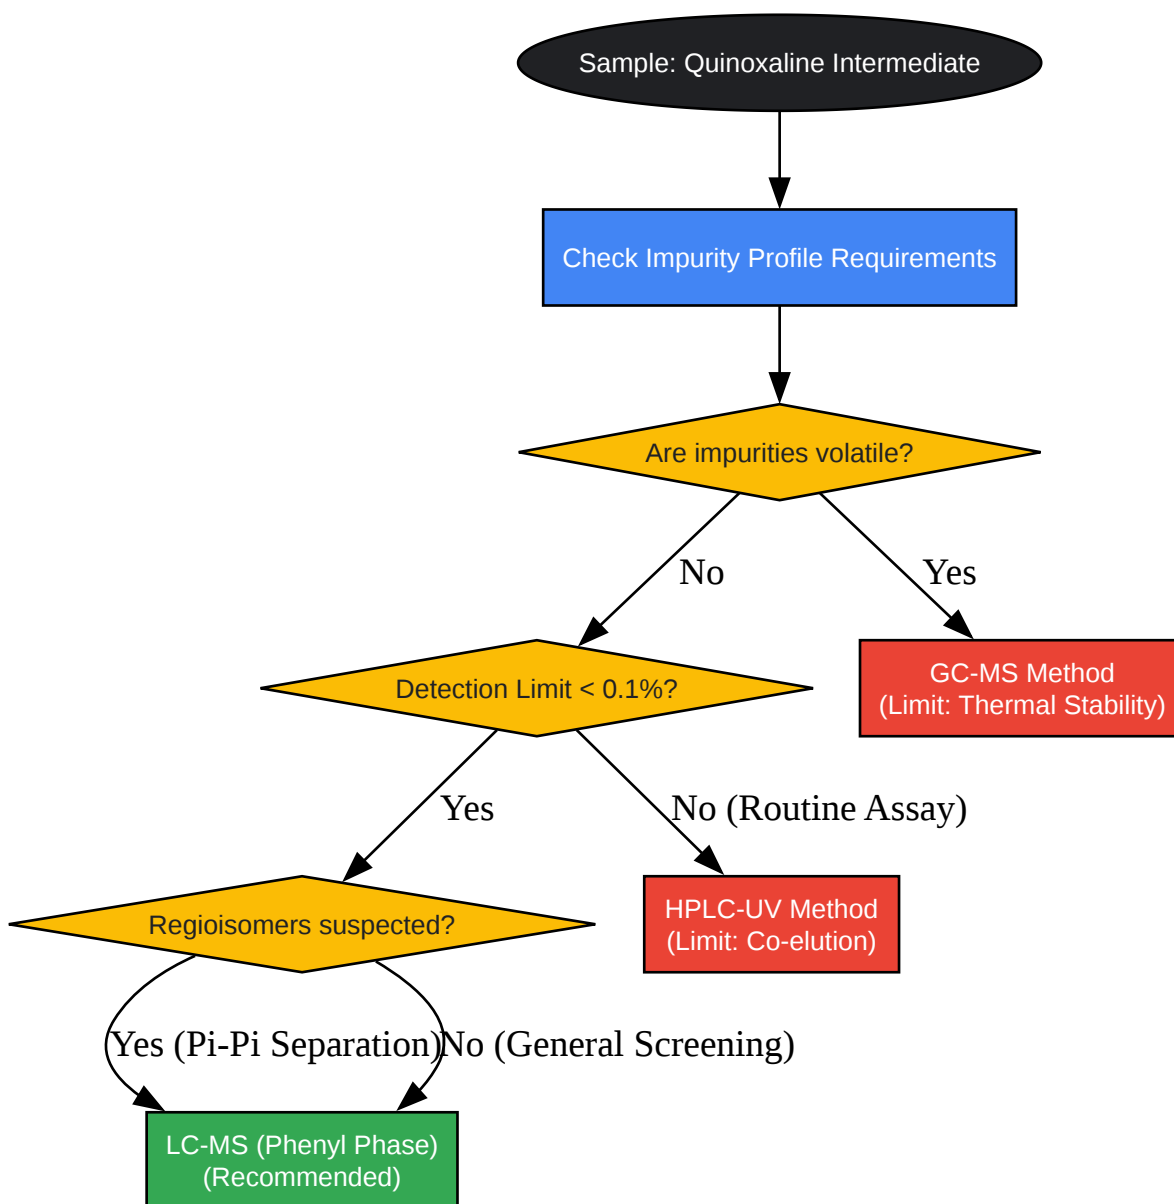 Sample: Quinoxaline Intermediate
Check Impurity Profile Requirements
Are impurities volatile?
No
Yes
Detection Limit < 0.1%?
GC-MS Method
(Limit: Thermal Stability)
Yes
No (Routine Assay)
Regioisomers suspected?
HPLC-UV Method
(Limit: Co-elution)
Yes (Pi-Pi Separation)
No (General Screening)
LC-MS (Phenyl Phase)
(Recommended)